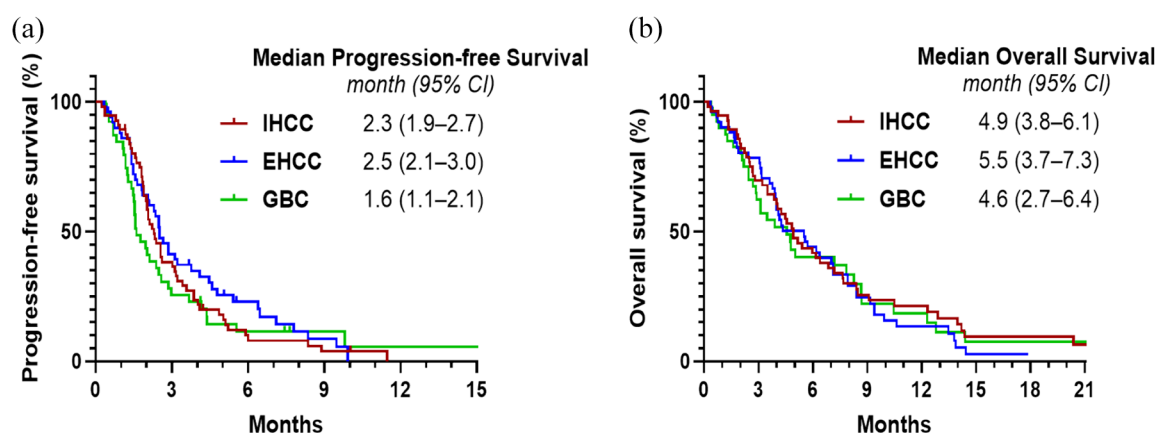 (a)
Median Progression-free Survival
month (95% CI)
IHCC 2.3 (1.9–2.7)
EHCC 2.5 (2.1–3.0)
GBC 1.6 (1.1–2.1)
Progression-free survival (%)
100
50
0
0 3 6 9 12 15
Months
(b)
Median Overall Survival
month (95% CI)
IHCC 4.9 (3.8–6.1)
EHCC 5.5 (3.7–7.3)
GBC 4.6 (2.7–6.4)
Overall survival (%)
100
50
0
0 3 6 9 12 15 18 21
Months